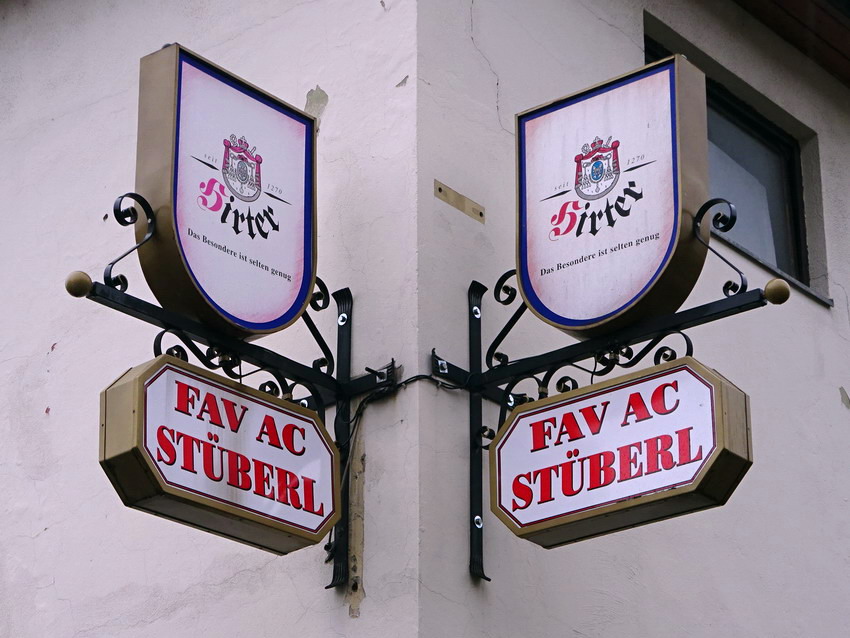 seit 1270
Hirter
Das Besondere ist selten genug
FAV AC
STÜBERL
seit 1270
Hirter
Das Besondere ist selten genug
FAV AC
STÜBERL